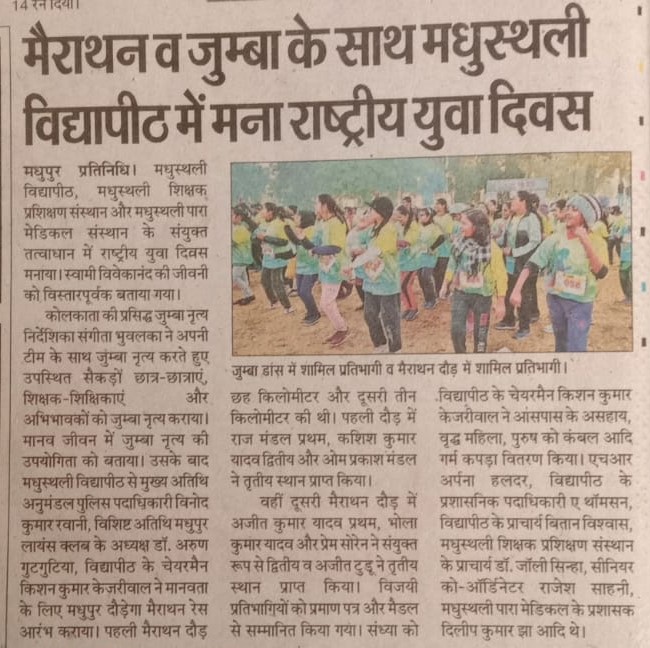 14 रन दिया।
मैराथन व जुम्बा के साथ मधुस्थली
विद्यापीठ में मना राष्ट्रीय युवा दिवस
मधुपुर प्रतिनिधि। मधुस्थली
विद्यापीठ, मधुस्थली शिक्षक
प्रशिक्षण संस्थान और मधुस्थली पारा
मेडिकल संस्थान के संयुक्त
तत्वाधान में राष्ट्रीय युवा दिवस
मनाया। स्वामी विवेकानंद की जीवनी
को विस्तारपूर्वक बताया गया।
कोलकाता की प्रसिद्ध जुम्बा नृत्य
निर्देशिका संगीता भुवलका ने अपनी
टीम के साथ जुंम्बा नृत्य करते हुए
उपस्थित सैकड़ों छात्र-छात्राएं,
शिक्षक-शिक्षिकाएं और
अभिभावकों को जुम्बा नृत्य कराया।
मानव जीवन में जुम्बा नृत्य की
उपयोगिता को बताया। उसके बाद
मधुस्थली विद्यापीठ से मुख्य अतिथि
अनुमंडल पुलिस पदाधिकारी विनोद
कुमार रवानी, विशिष्ट अतिथि मधुपुर
लायंस क्लब के अध्यक्ष डॉ. अरुण
गुटगुटिया, विद्यापीठ के चेयरमैन
किशन कुमार केजरीवाल ने मानवता
के लिए मधुपुर दौड़ेगा मैराथन रेस
आरंभ कराया। पहली मैराथन दौड़
जुम्बा डांस में शामिल प्रतिभागी व मैराथन दौड़ में शामिल प्रतिभागी।
छह किलोमीटर और दूसरी तीन
किलोमीटर की थी। पहली दौड़ में
राज मंडल प्रथम, कशिश कुमार
यादव द्वितीय और ओम प्रकाश मंडल
ने तृतीय स्थान प्राप्त किया।
वहीं दूसरी मैराथन दौड़ में
अजीत कुमार यादव प्रथम, भोला
कुमार यादव और प्रेम सोरेन ने संयुक्त
रूप से द्वितीय व अजीत टुडू ने तृतीय
स्थान प्राप्त किया। विजयी
प्रतिभागियों को प्रमाण पत्र और मैडल
से सम्मानित किया गया। संध्या को
विद्यापीठ के चेयरमैन किशन कुमार
केजरीवाल ने आंसपास के असहाय,
वृद्ध महिला, पुरुष को कंबल आदि
गर्म कपड़ा वितरण किया। एचआर
अर्पना हलदर, विद्यापीठ के
प्रशासनिक पदाधिकारी ए थॉमसन,
विद्यापीठ के प्राचार्य बितान विश्वास,
मधुस्थली शिक्षक प्रशिक्षण संस्थान
के प्राचार्य डॉ. जॉली सिन्हा, सीनियर
को-ऑर्डिनेटर राजेश साहनी,
मधुस्थली पारा मेडिकल के प्रशासक
दिलीप कुमार झा आदि थे।